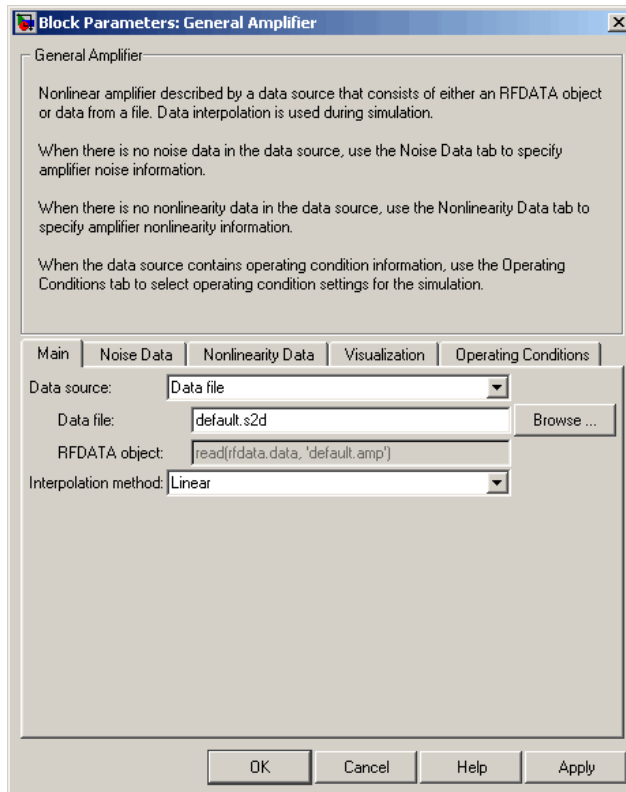 Block Parameters: General Amplifier
General Amplifier
Nonlinear amplifier described by a data source that consists of either an RFDATA object
or data from a file. Data interpolation is used during simulation.
When there is no noise data in the data source, use the Noise Data tab to specify
amplifier noise information.
When there is no nonlinearity data in the data source, use the Nonlinearity Data tab to
specify amplifier nonlinearity information.
When the data source contains operating condition information, use the Operating
Conditions tab to select operating condition settings for the simulation.
Main Noise Data Nonlinearity Data Visualization Operating Conditions
Data source: Data file
Data file: default.s2d Browse ...
RFDATA object: read(rfdata.data, 'default.amp')
Interpolation method: Linear
OK Cancel Help Apply